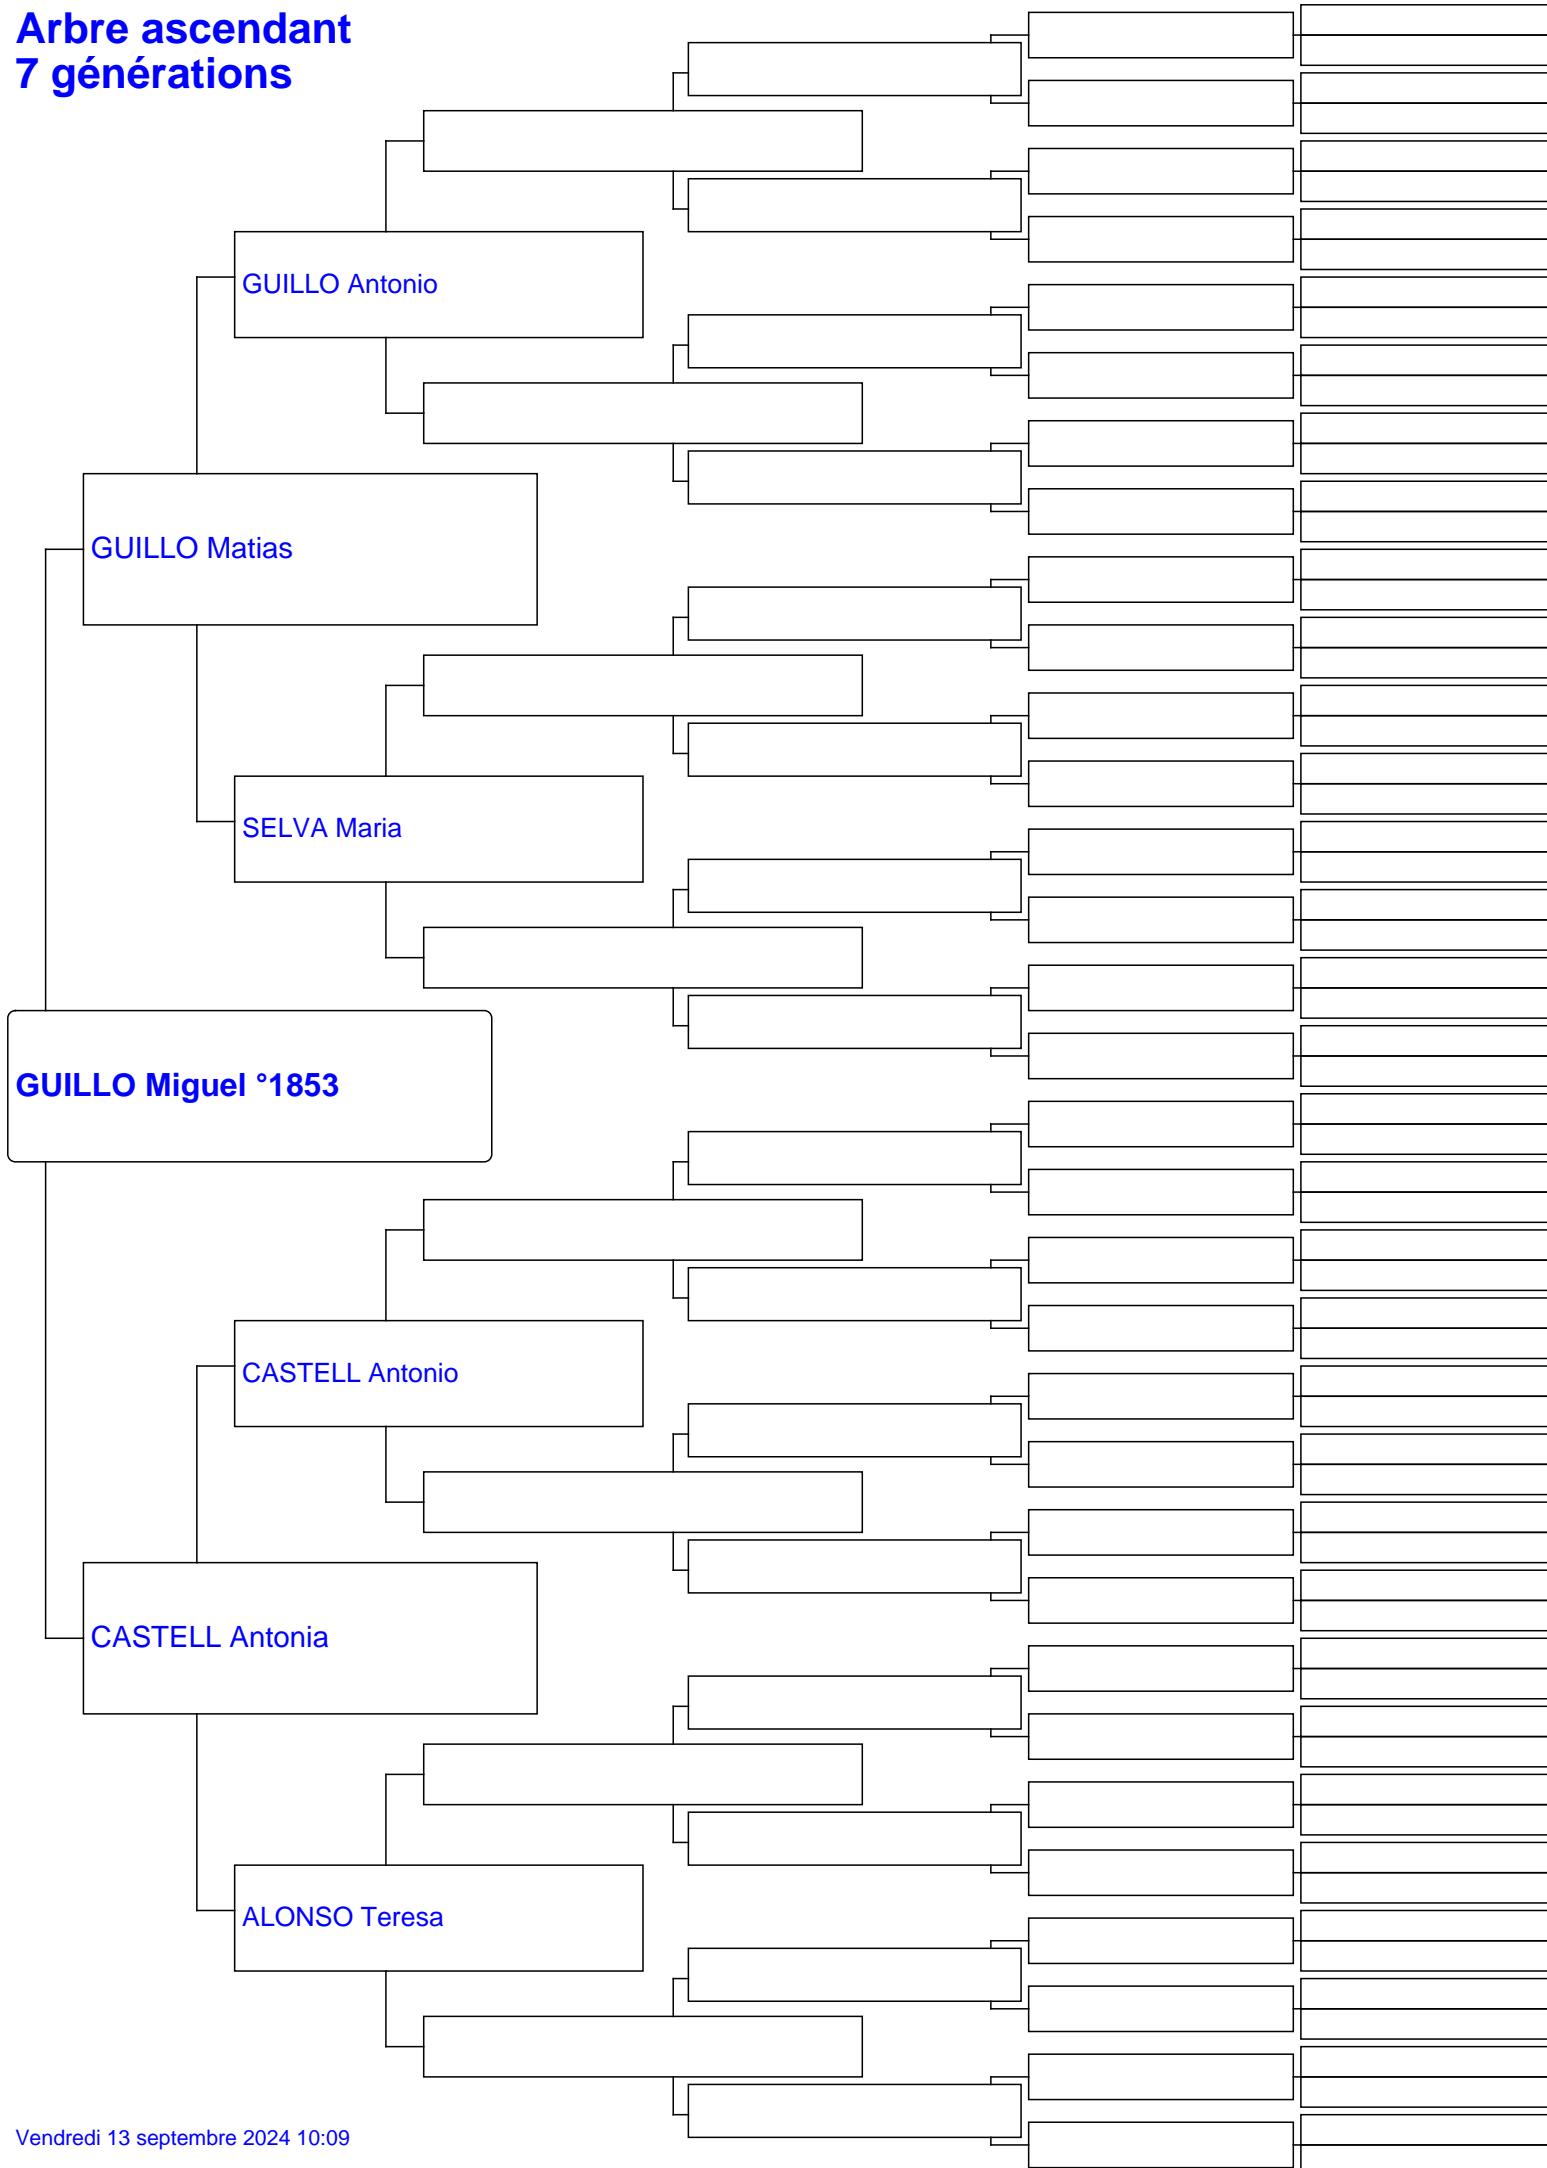 Arbre ascendant
7 générations
GUILLO Antonio
GUILLO Matias
SELVA Maria
GUILLO Miguel °1853
CASTELL Antonio
CASTELL Antonia
ALONSO Teresa
Vendredi 13 septembre 2024 10:09